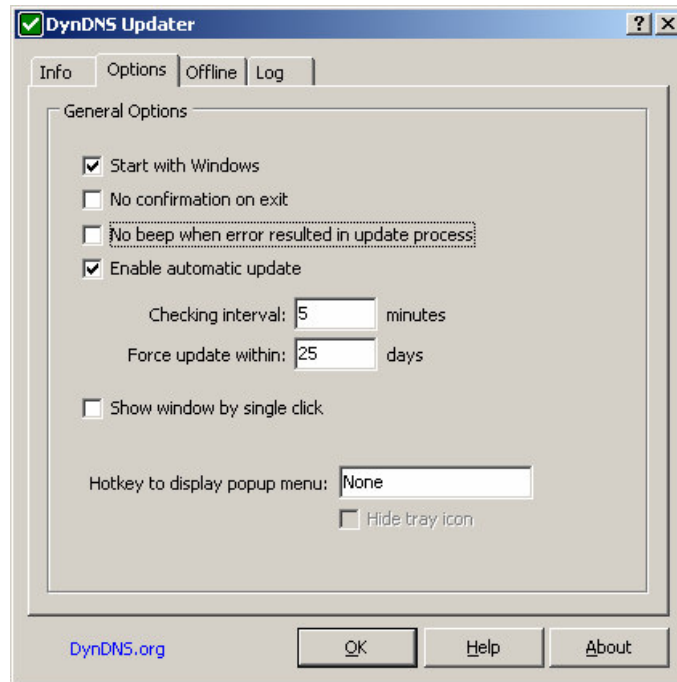 DynDNS Updater
Info Options Offline Log
General Options
Start with Windows
No confirmation on exit
No beep when error resulted in update process
Enable automatic update
Checking interval: 5 minutes
Force update within: 25 days
Show window by single click
Hotkey to display popup menu: None
Hide tray icon
DynDNS.org OK Help About